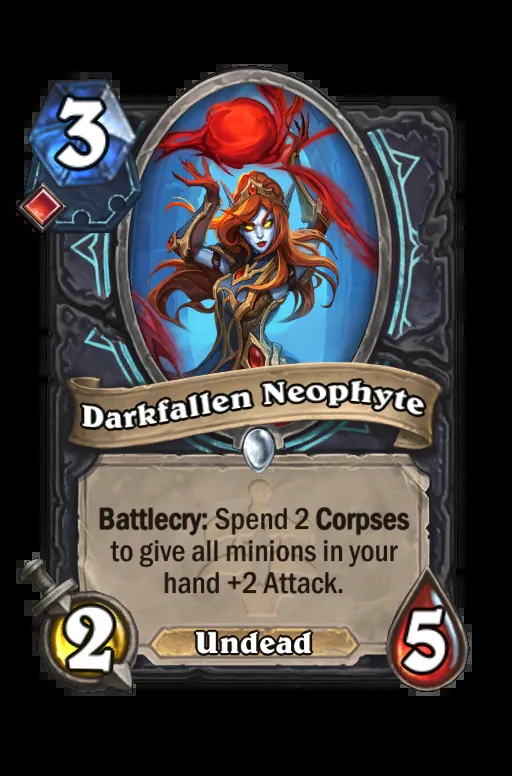 3
Darkfallen Neophyte
Battlecry: Spend 2 Corpses
to give all minions in your
hand +2 Attack.
2
Undead
5